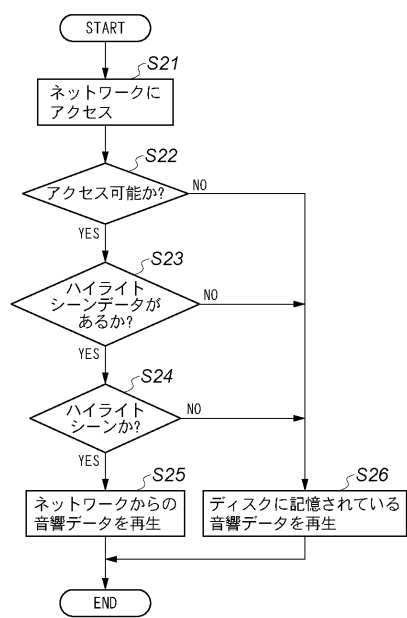 START
S21
ネットワークに
アクセス
S22
アクセス可能か?
NO
YES
S23
ハイライト
シーンデータが
あるか?
NO
YES
S24
ハイライト
シーンか?
NO
YES
S25
ネットワークからの
音響データを再生
S26
ディスクに記憶されている
音響データを再生
END